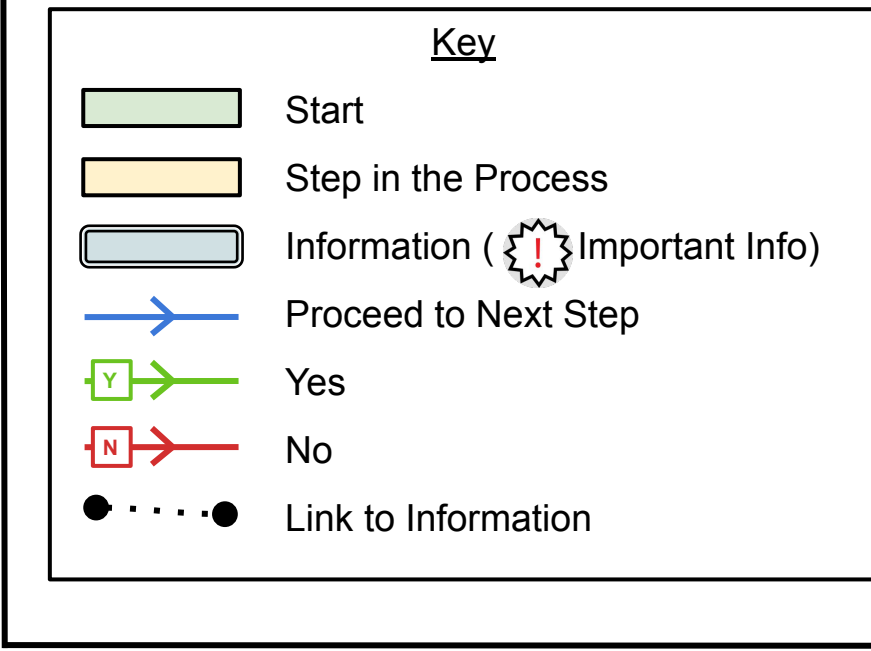 Key
Start
Step in the Process
Information ( ! Important Info)
Proceed to Next Step
Y Yes
N No
Link to Information